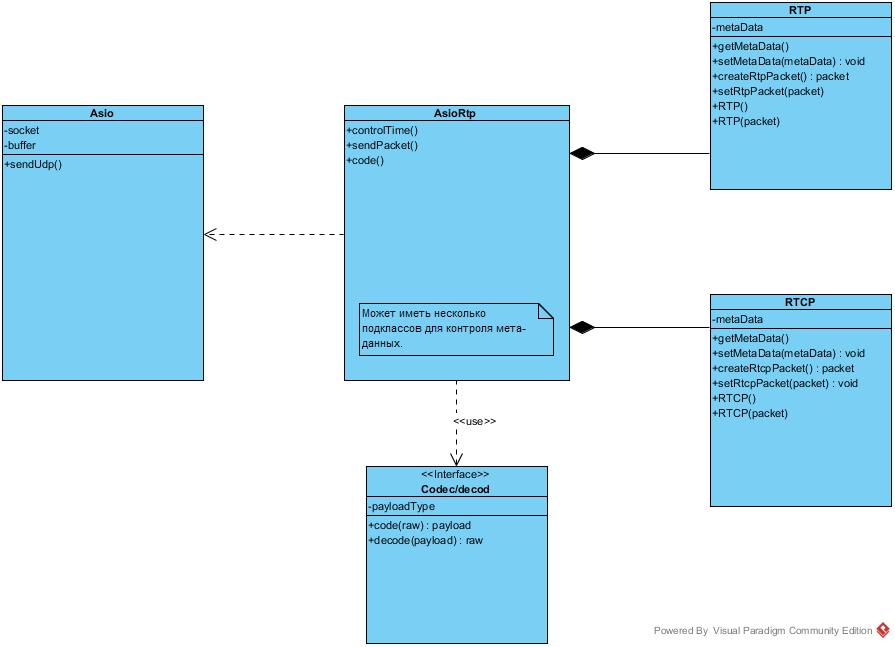 Asio
-socket
-buffer
+sendUdp()
AsioRtp
+controlTime()
+sendPacket()
+code()
Может иметь несколько
подклассов для контроля мета-
данных.
RTP
-metaData
+getMetaData()
+setMetaData(metaData) : void
+createRtpPacket() : packet
+setRtpPacket(packet)
+RTP()
+RTP(packet)
RTCP
-metaData
+getMetaData()
+setMetaData(metaData) : void
+createRtcpPacket() : packet
+setRtcpPacket(packet) : void
+RTCP()
+RTCP(packet)
<<use>>
<<Interface>>
Codec/decod
-payloadType
+code(raw) : payload
+decode(payload) : raw
Powered By Visual Paradigm Community Edition